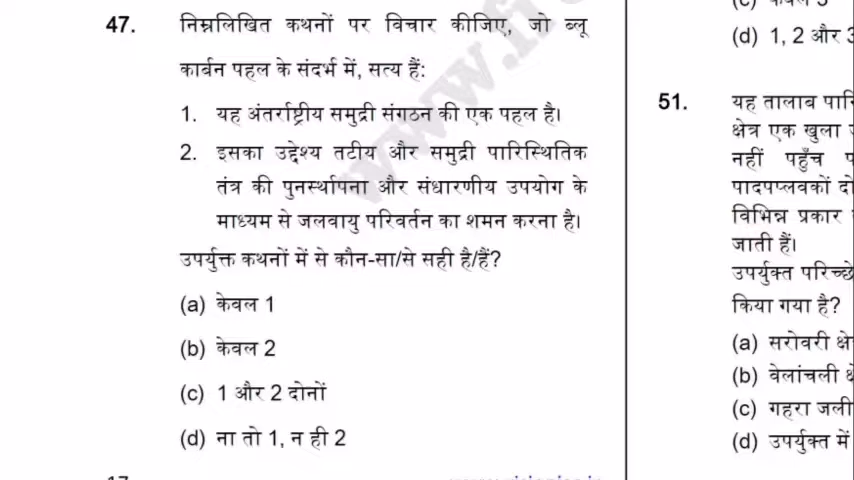 47. निम्नलिखित कथनों पर विचार कीजिए, जो ब्लू
कार्बन पहल के संदर्भ में, सत्य हैं:
1. यह अंतर्राष्ट्रीय समुद्री संगठन की एक पहल है।
2. इसका उद्देश्य तटीय और समुद्री पारिस्थितिक
तंत्र की पुनर्स्थापना और संधारणीय उपयोग के
माध्यम से जलवायु परिवर्तन का शमन करना है।
उपर्युक्त कथनों में से कौन-सा/से सही है/हैं?
(a) केवल 1
(b) केवल 2
(c) 1 और 2 दोनों
(d) ना तो 1, न ही 2
(d) 1, 2 और 3
51. यह तालाब पारि
क्षेत्र एक खुला
नहीं पहुँच
पादपप्लवकों दो
विभिन्न प्रकार
जाती हैं।
उपर्युक्त परिच्छे
किया गया है?
(a) सरोवरी क्षे
(b) वेलांचली
(c) गहरा जली
(d) उपर्युक्त में